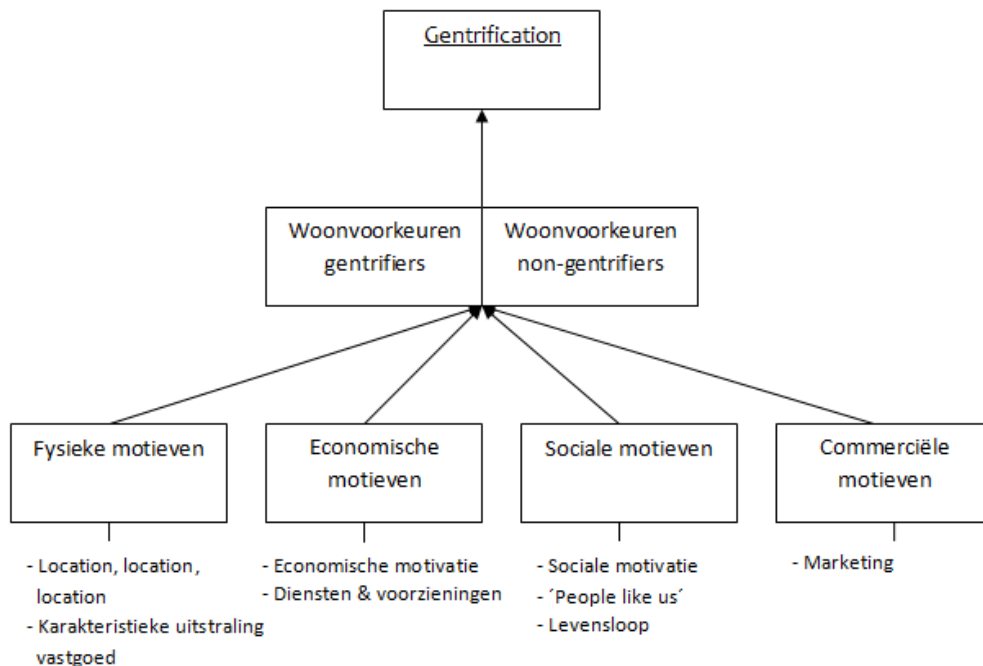 Gentrification
Woonvoorkeuren
gentrifiers
Woonvoorkeuren
non-gentrifiers
Fysieke motieven
Economische
motieven
Sociale motieven
Commerciële
motieven
- Location, location,
location
- Karakteristieke uitstraling
vastgoed
- Economische motivatie
- Diensten & voorzieningen
- Sociale motivatie
- ´People like us´
- Levensloop
- Marketing